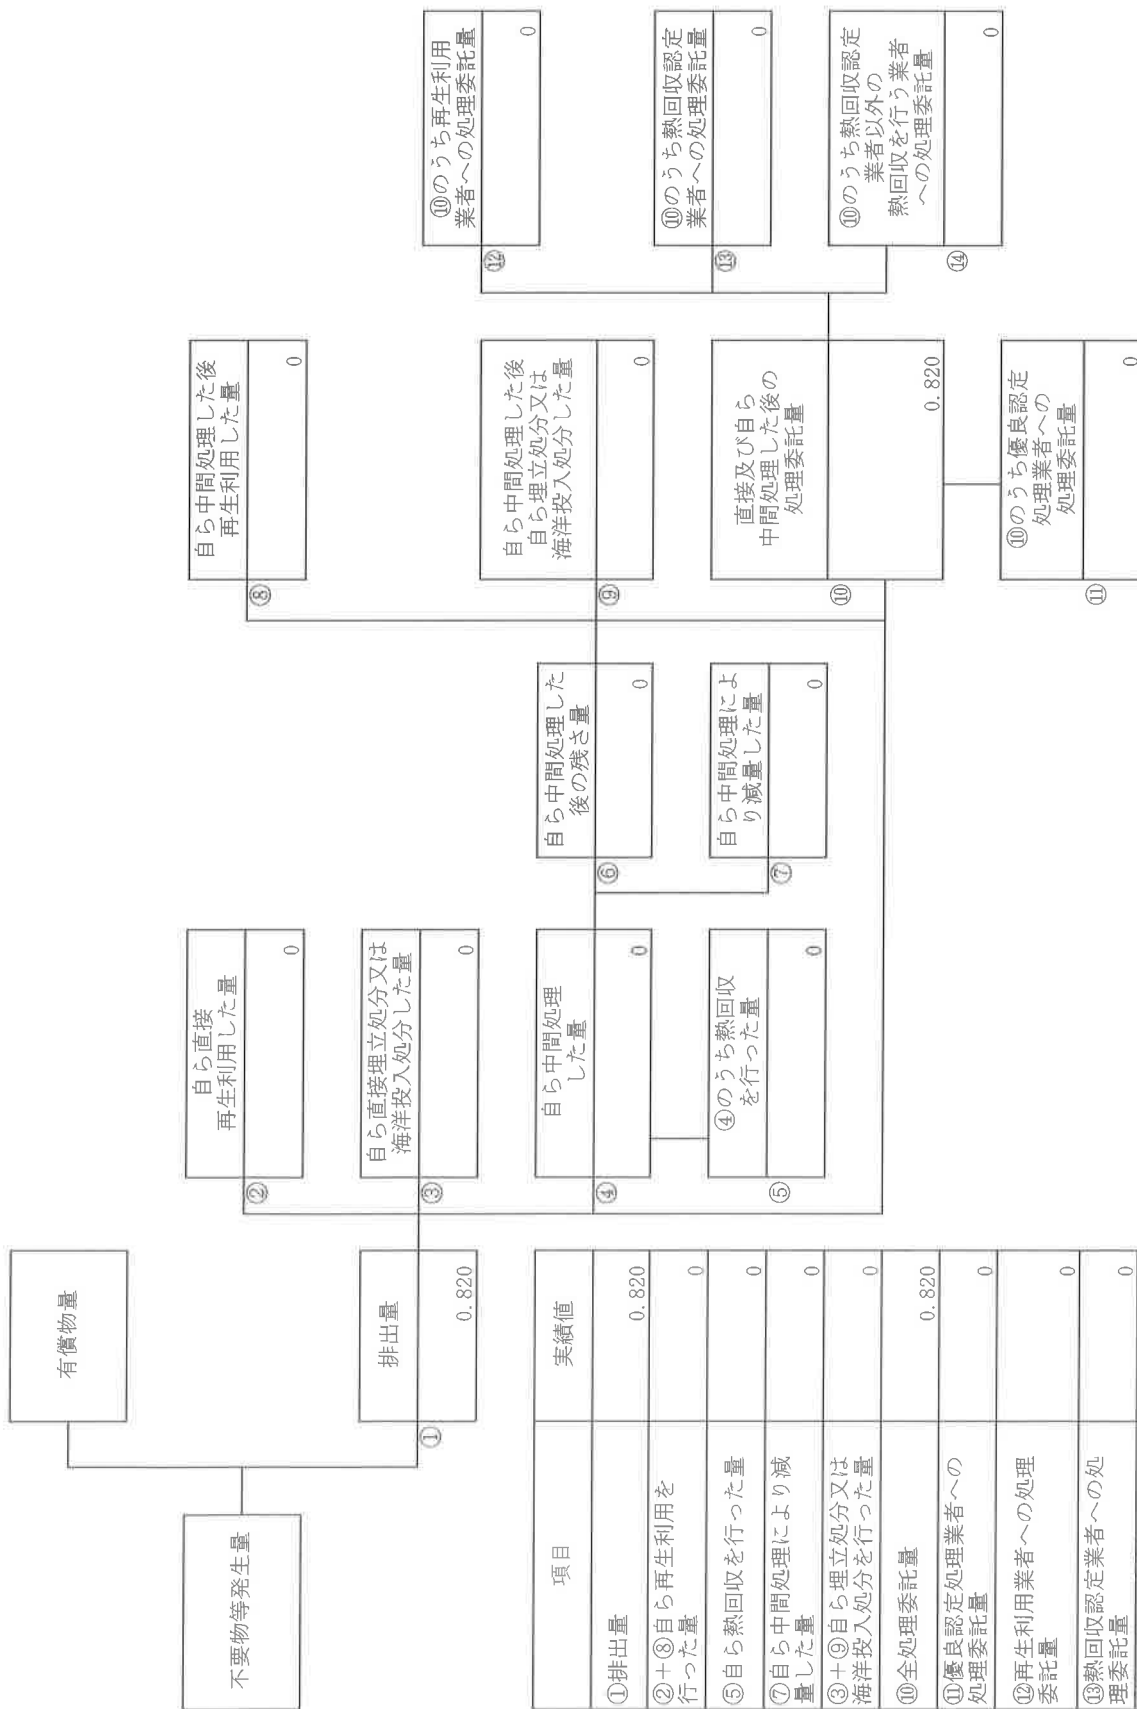 有償物量
不要物等発生量
排出量
①
0.820
自ら直接
再生利用した量
②
0
自ら直接埋立処分又は
海洋投入処分した量
③
0
自ら中間処理
した量
④
0
④のうち熱回収
を行った量
⑤
0
自ら中間処理した
後の残さ量
⑥
0
自ら中間処理によ
り減量した量
⑦
0
自ら中間処理した後
再生利用した量
⑧
0
自ら中間処理した後
自ら埋立処分又は
海洋投入処分した量
⑨
0
直接及び自ら
中間処理した後の
処理委託量
⑩
0.820
⑩のうち優良認定
処理業者への
処理委託量
⑪
0
⑩のうち再生利用
業者への処理委託量
⑫
0
⑩のうち熱回収認定
業者への処理委託量
⑬
0
⑩のうち熱回収認定
業者以外の
熱回収を行う業者
への処理委託量
⑭
0
項目 実績値
①排出量 0.820
②+⑧自ら再生利用を
行った量 0
⑤自ら熱回収を行った量 0
⑦自ら中間処理により減
量した量 0
③+⑨自ら埋立処分又は
海洋投入処分を行った量 0
⑩全処理委託量 0.820
⑪優良認定処理業者への
処理委託量 0
⑫再生利用業者への処理
委託量 0
⑬熱回収認定業者への処
理委託量 0